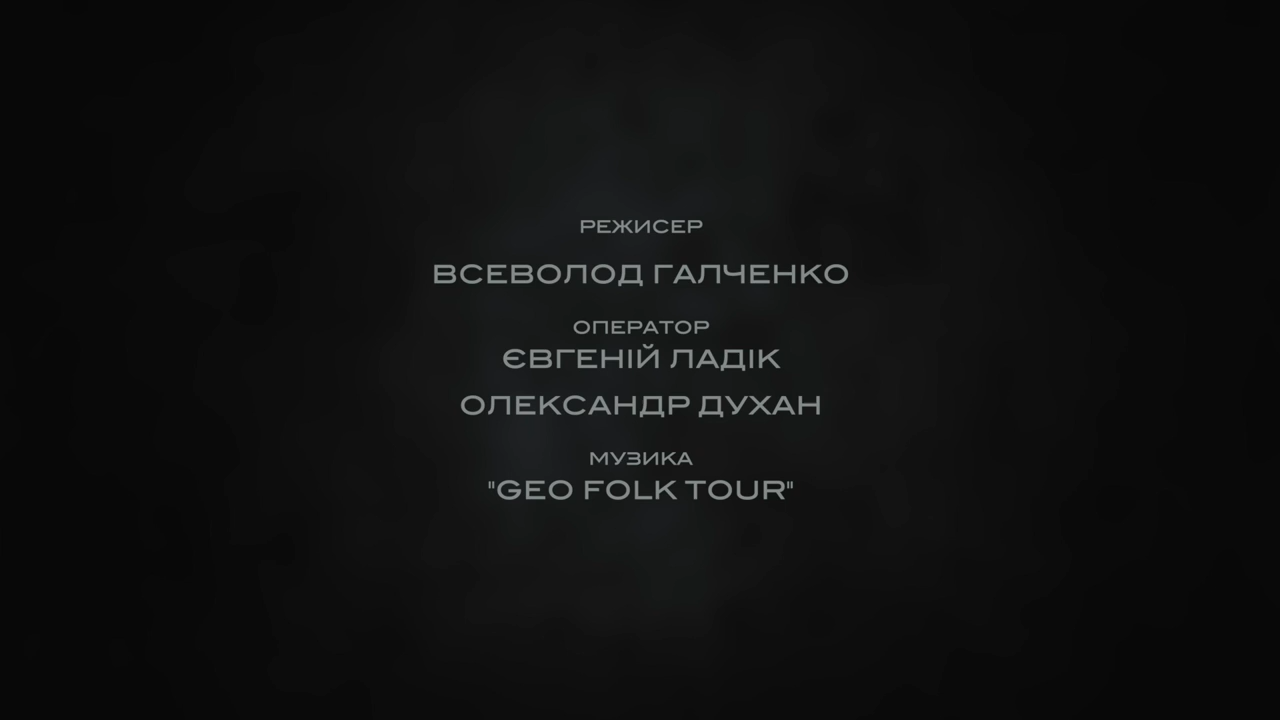 РЕЖИСЕР
ВСЕВОЛОД ГАЛЧЕНКО
ОПЕРАТОР
ЄВГЕНІЙ ЛАДІК
ОЛЕКСАНДР ДУХАН
МУЗИКА
"GEO FOLK TOUR"